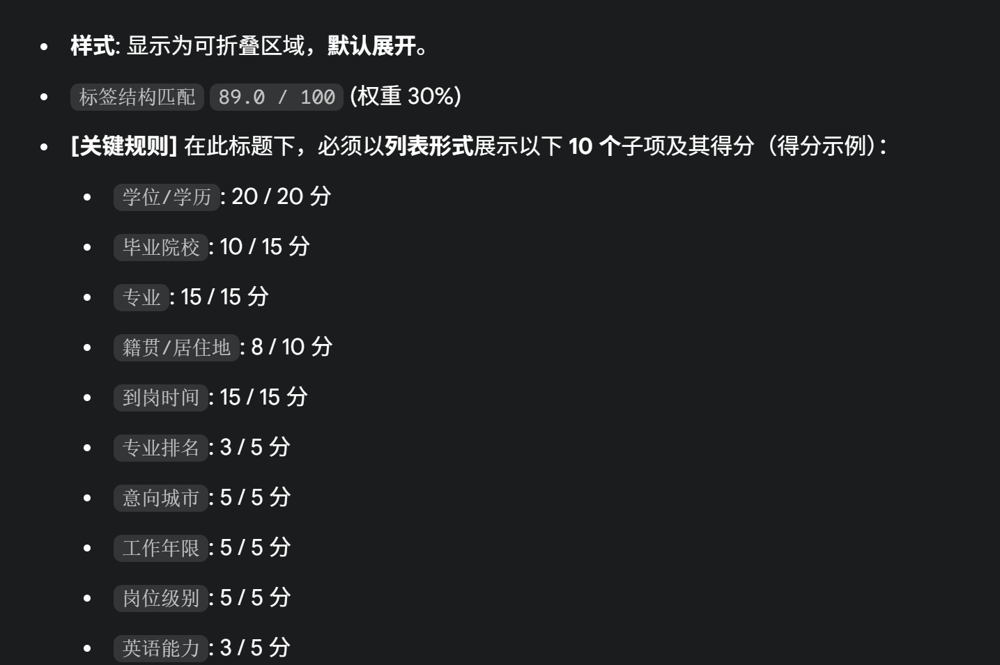 样式: 显示为可折叠区域，默认展开。
标签结构匹配 89.0 / 100 (权重 30%)
[关键规则] 在此标题下，必须以列表形式展示以下 10 个子项及其得分（得分示例）：
学位/学历: 20 / 20 分
毕业院校: 10 / 15 分
专业: 15 / 15 分
籍贯/居住地: 8 / 10 分
到岗时间: 15 / 15 分
专业排名: 3 / 5 分
意向城市: 5 / 5 分
工作年限: 5 / 5 分
岗位级别: 5 / 5 分
英语能力: 3 / 5 分